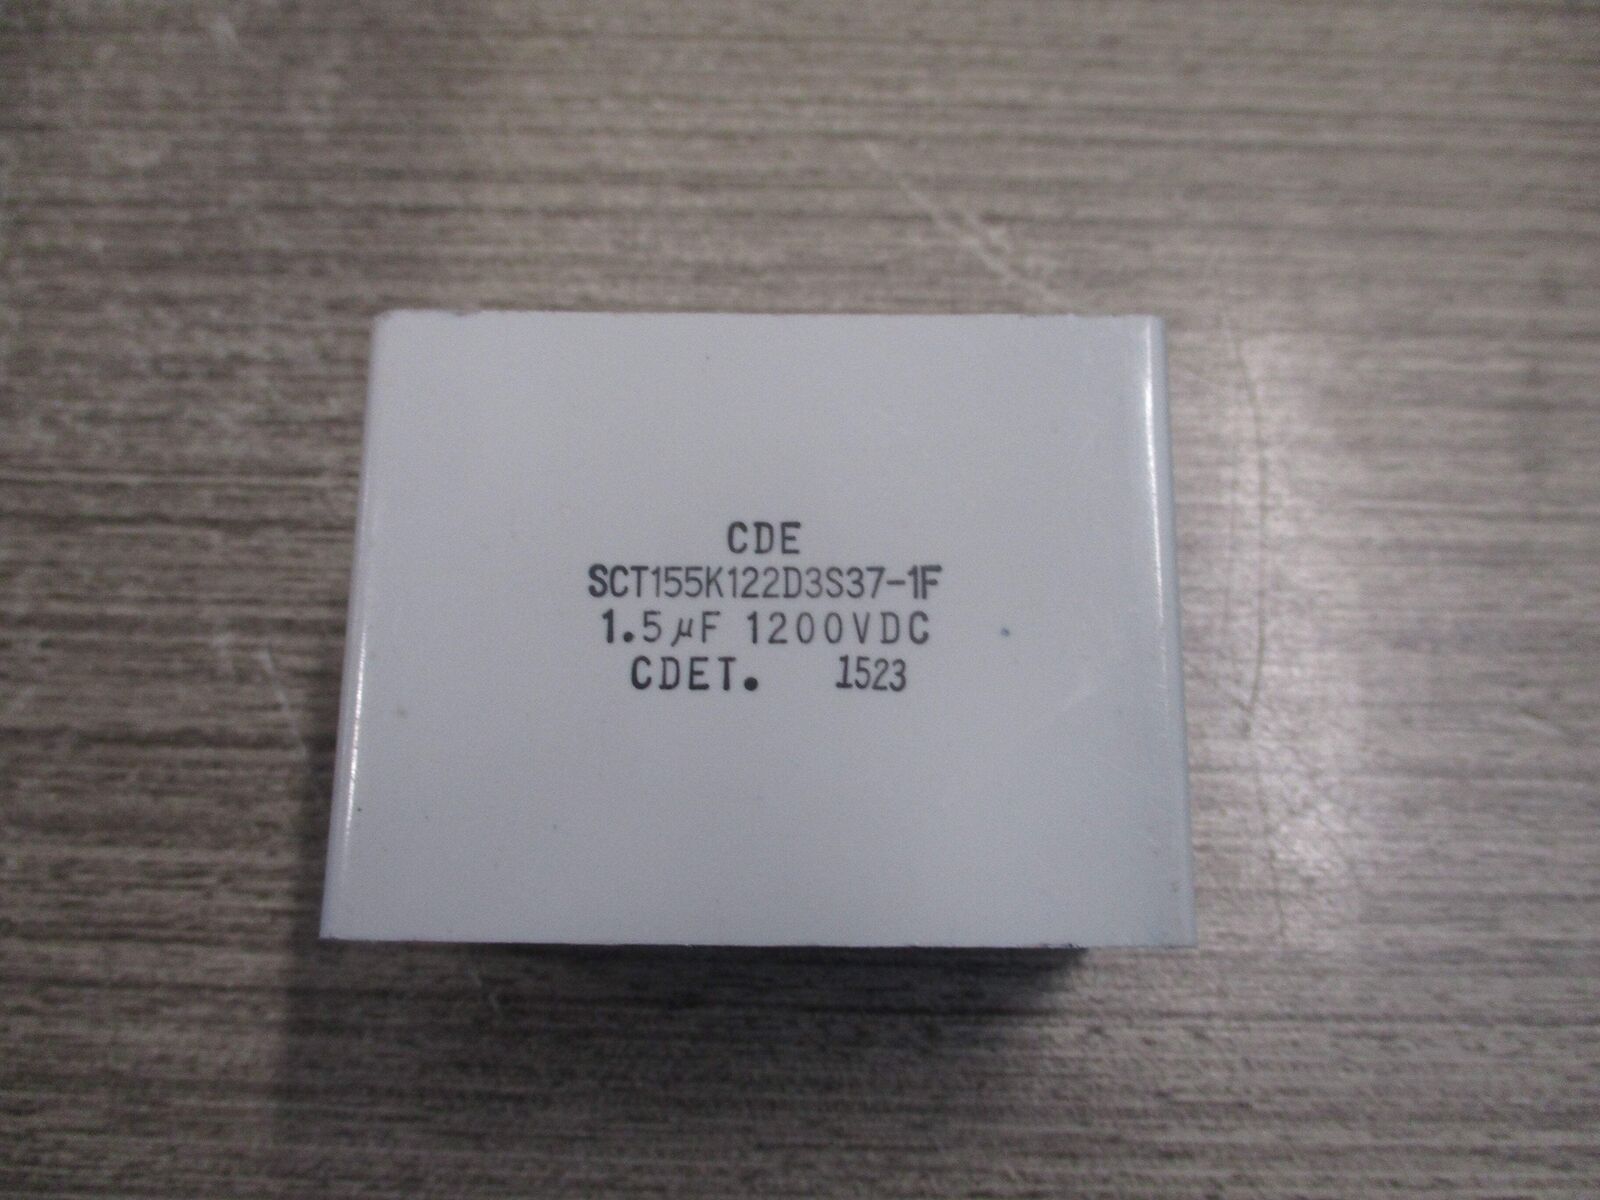 CDE
SCT155K122D3S37-1F
1.5μF 1200VDC
CDET. 1523